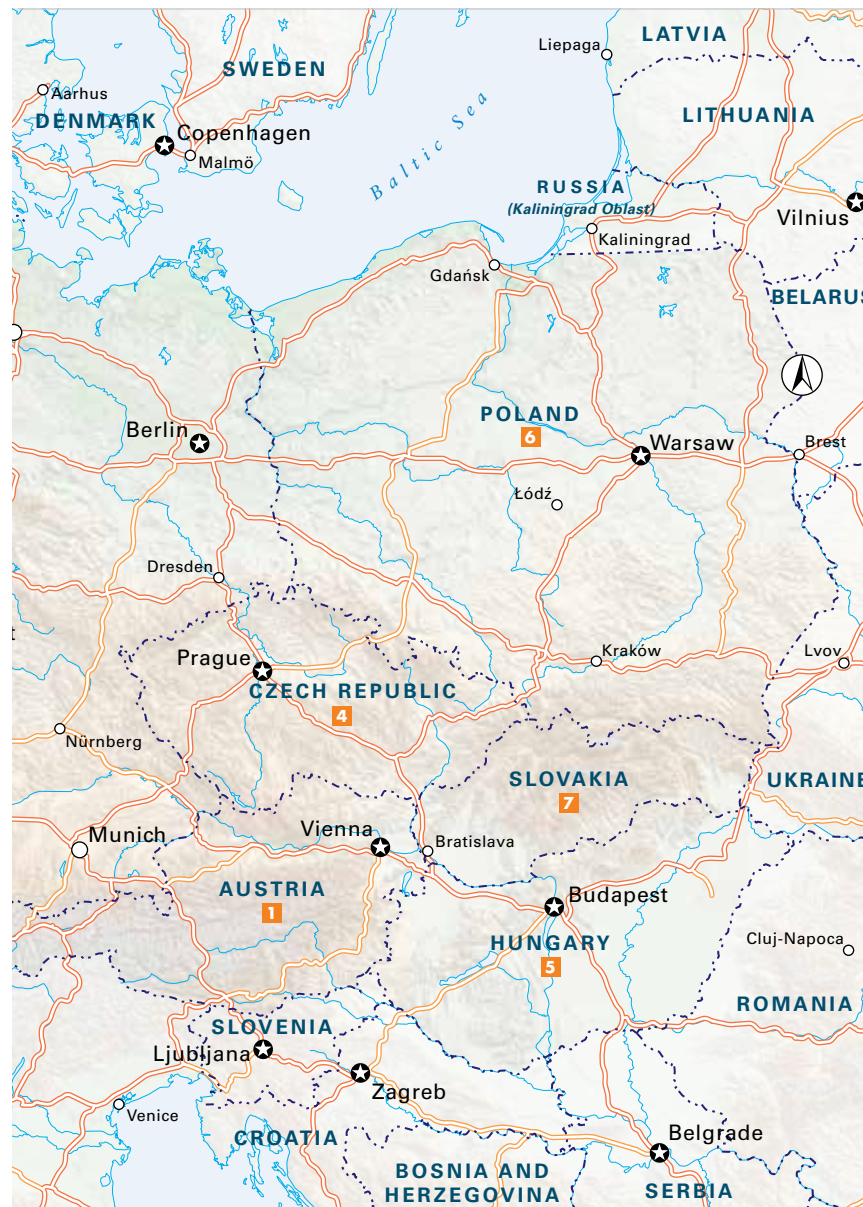 LATVIA
Liepaga
SWEDEN
Aarhus
LITHUANIA
DENMARK
Copenhagen
Malmö
Baltic Sea
RUSSIA
(Kaliningrad Oblast)
Vilnius
Kaliningrad
Gdańsk
BELARUS
POLAND
6
Berlin
Warsaw
Brest
Łódź
Dresden
t
Prague
Kraków
Lvov
CZECH REPUBLIC
4
Nürnberg
SLOVAKIA
7
UKRAINE
Munich
Vienna
Bratislava
AUSTRIA
1
Budapest
HUNGARY
5
Cluj-Napoca
ROMANIA
SLOVENIA
Ljubljana
Zagreb
Venice
CROATIA
Belgrade
BOSNIA AND
HERZEGOVINA
SERBIA